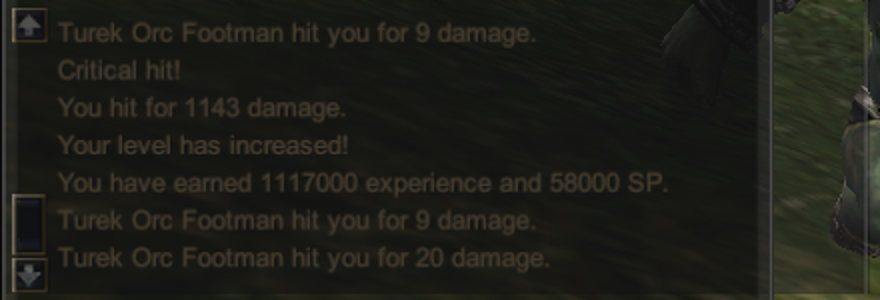 Turek Orc Footman hit you for 9 damage.
Critical hit!
You hit for 1143 damage.
Your level has increased!
You have earned 1117000 experience and 58000 SP.
Turek Orc Footman hit you for 9 damage.
Turek Orc Footman hit you for 20 damage.